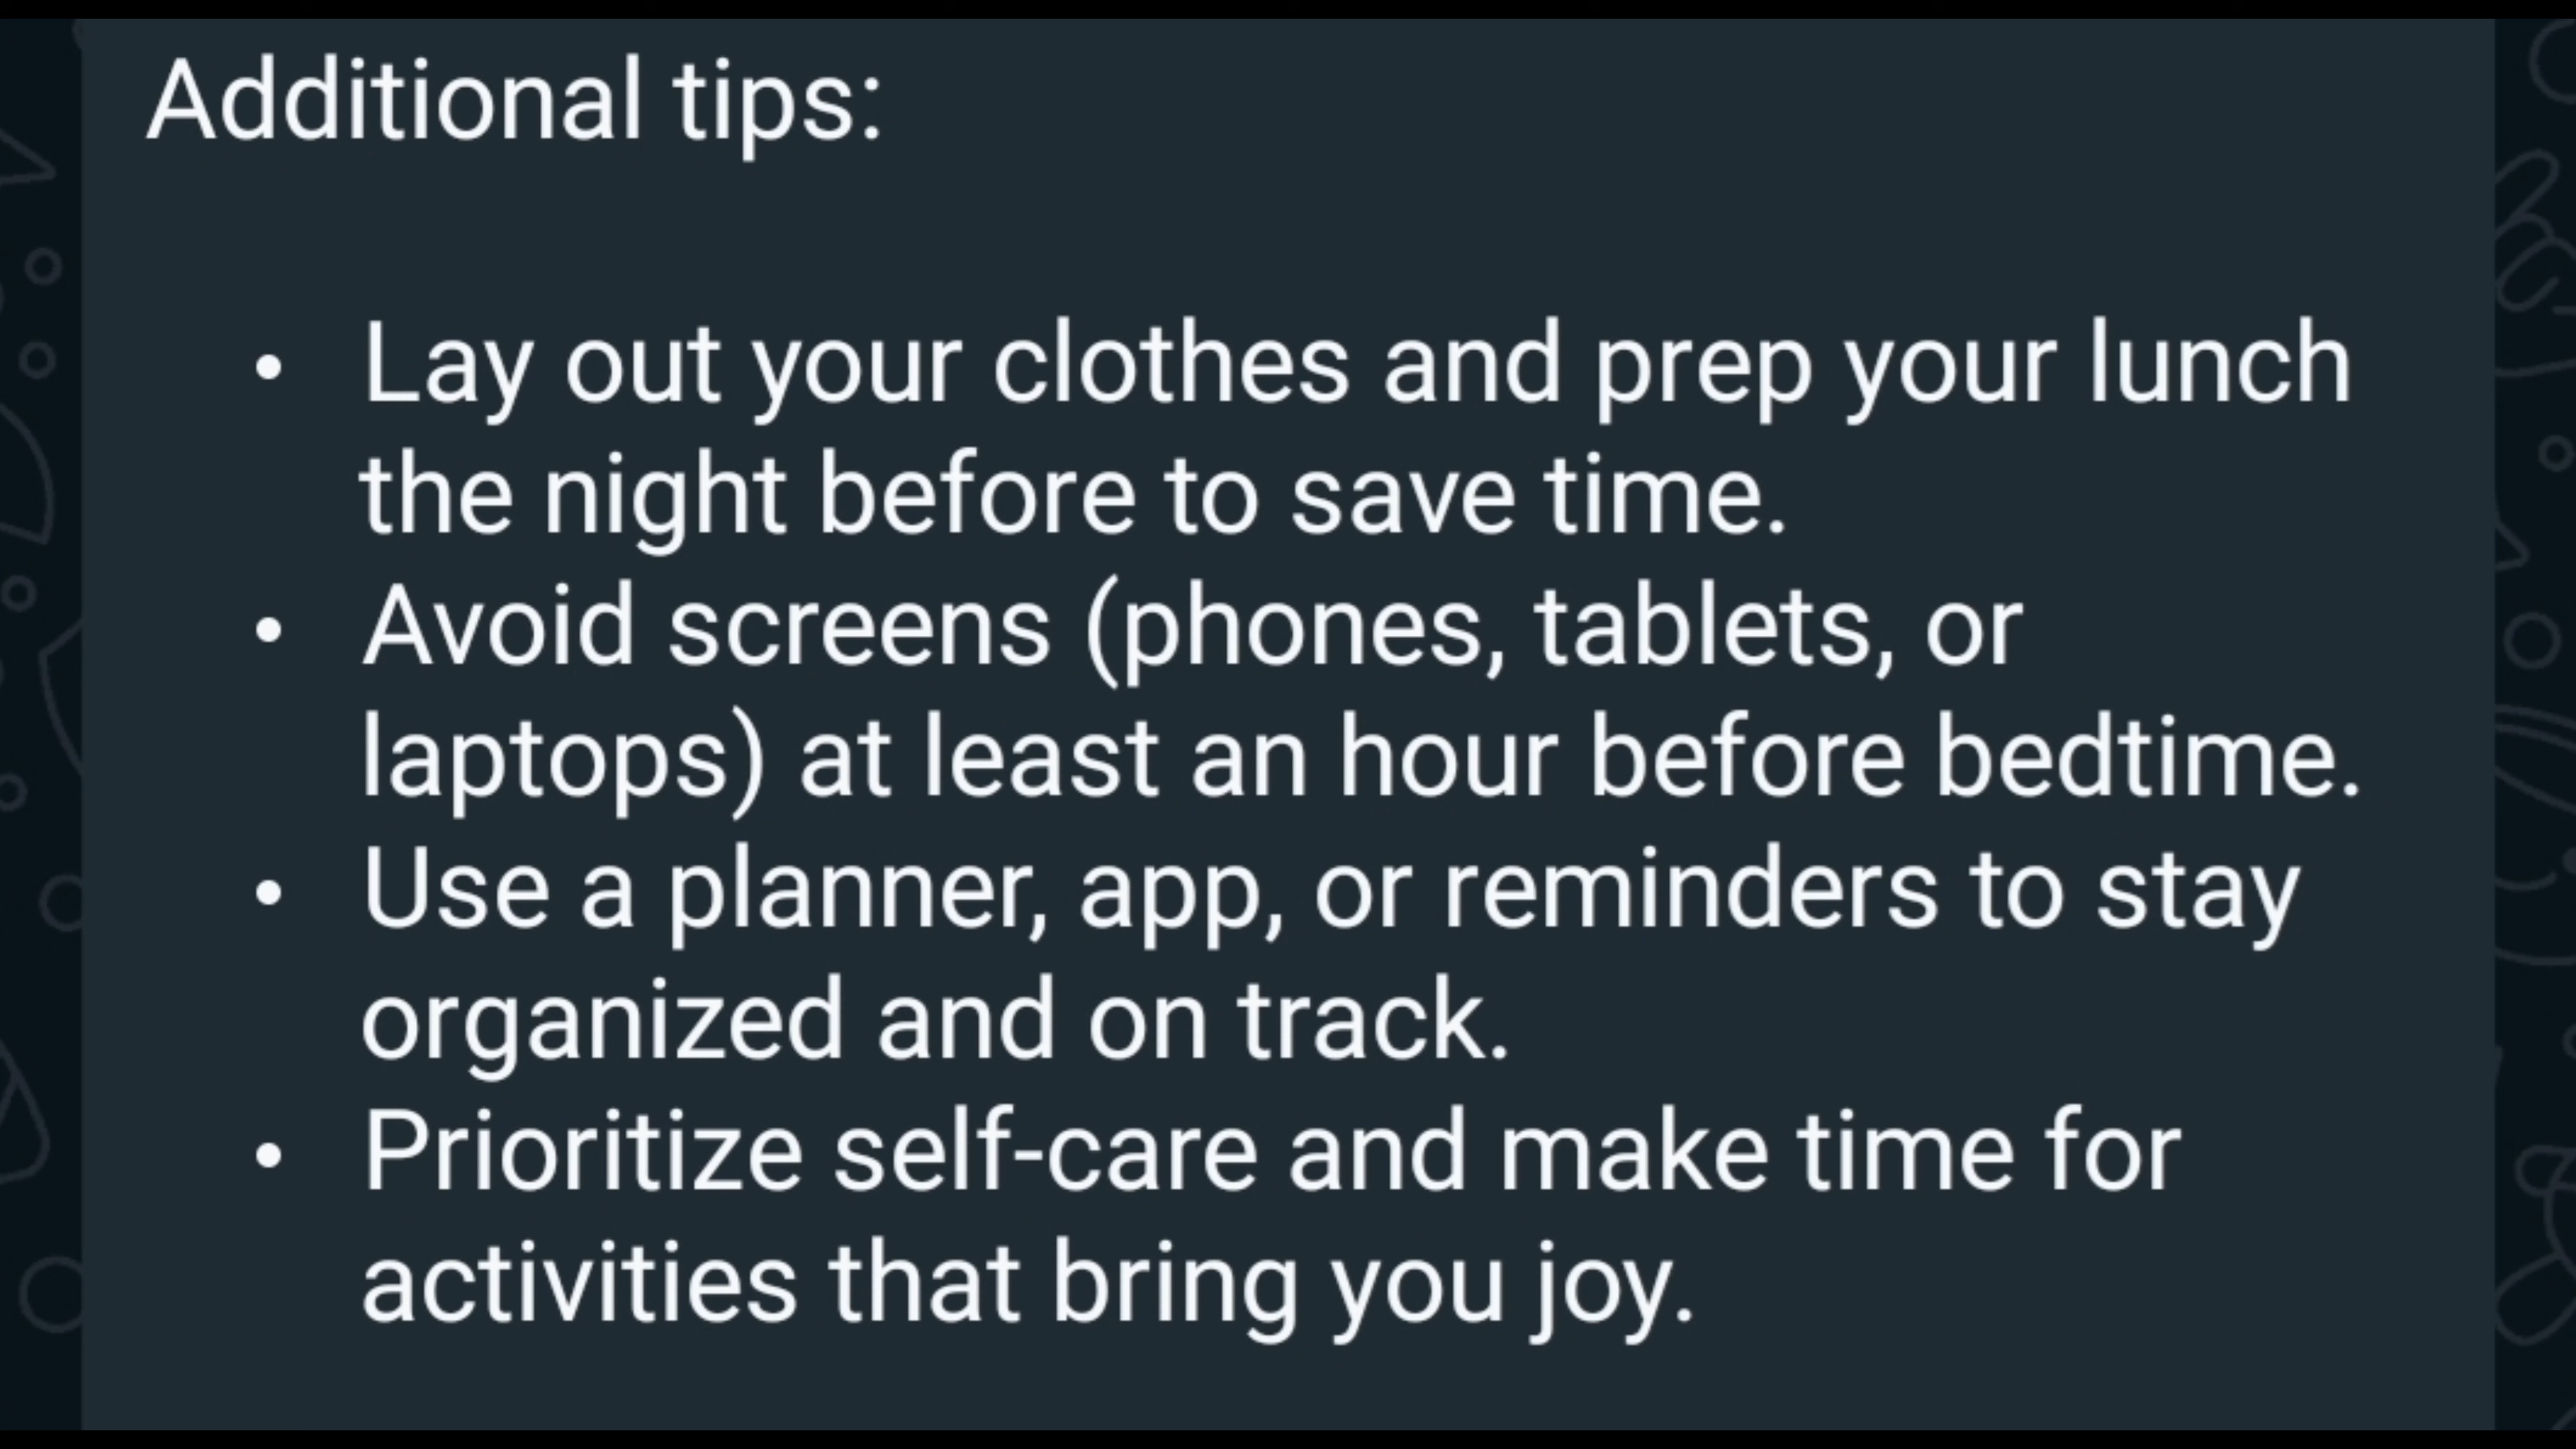 Additional tips:
• Lay out your clothes and prep your lunch
the night before to save time.
• Avoid screens (phones, tablets, or
laptops) at least an hour before bedtime.
• Use a planner, app, or reminders to stay
organized and on track.
• Prioritize self-care and make time for
activities that bring you joy.